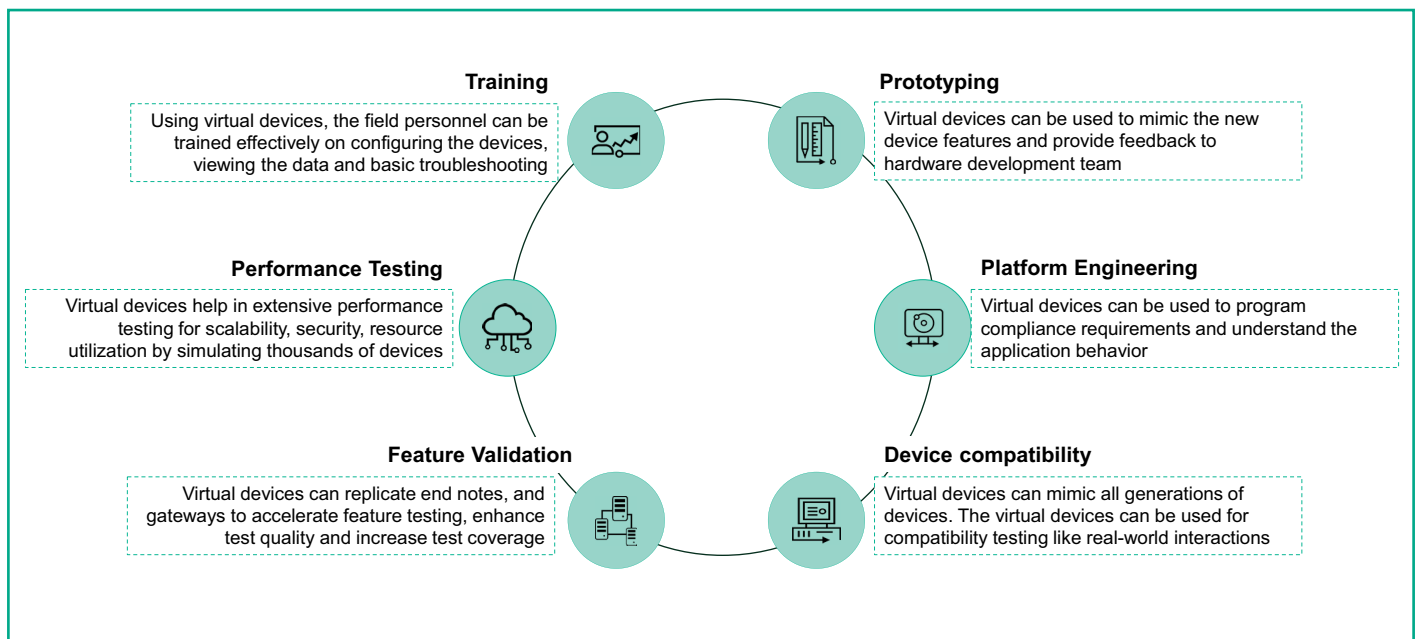 Training
Using virtual devices, the field personnel can be
trained effectively on configuring the devices,
viewing the data and basic troubleshooting
Prototyping
Virtual devices can be used to mimic the new
device features and provide feedback to
hardware development team
Performance Testing
Virtual devices help in extensive performance
testing for scalability, security, resource
utilization by simulating thousands of devices
Platform Engineering
Virtual devices can be used to program
compliance requirements and understand the
application behavior
Feature Validation
Virtual devices can replicate end notes, and
gateways to accelerate feature testing, enhance
test quality and increase test coverage
Device compatibility
Virtual devices can mimic all generations of
devices. The virtual devices can be used for
compatibility testing like real-world interactions